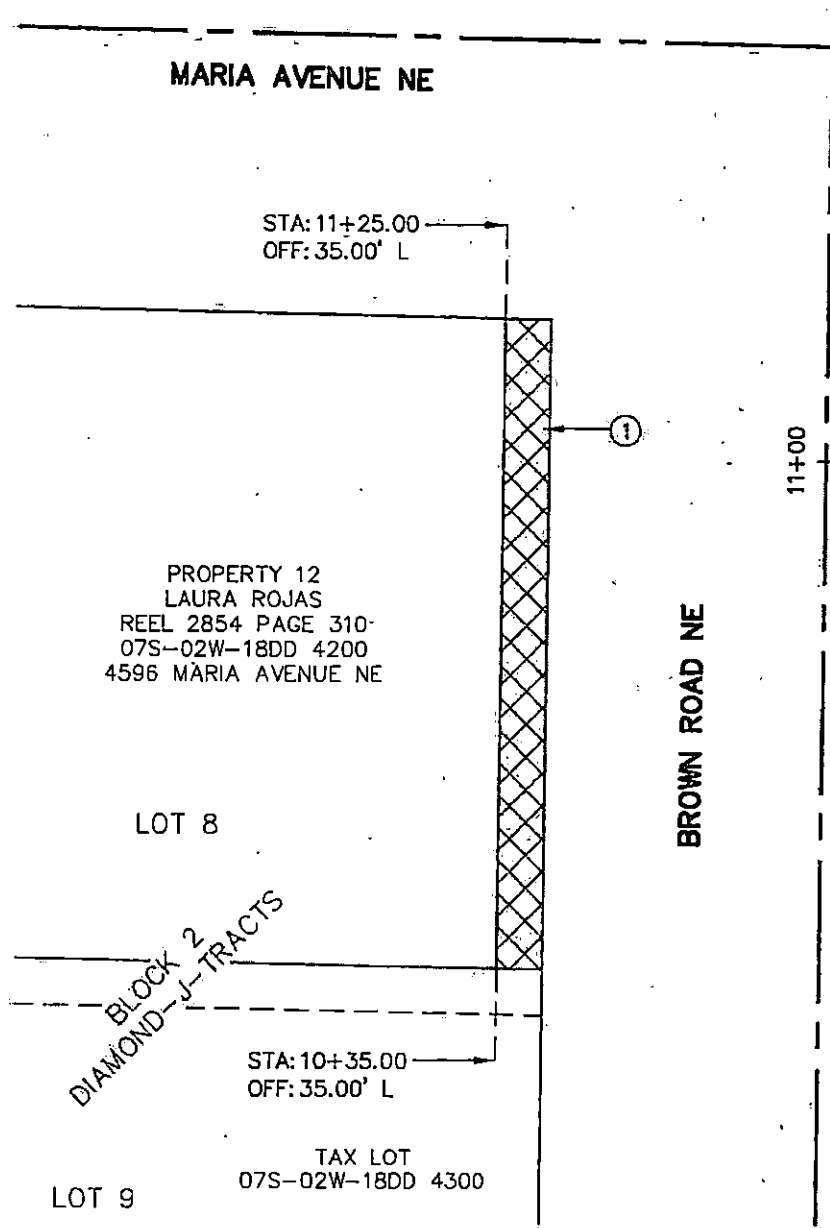 MARIA AVENUE NE
STA: 11+25.00
OFF: 35.00' L
1
11+00
PROPERTY 12
LAURA ROJAS
REEL 2854 PAGE 310
07S-02W-18DD 4200
4596 MARIA AVENUE NE
BROWN ROAD NE
LOT 8
BLOCK 2
DIAMOND-J-TRACTS
STA: 10+35.00
OFF: 35.00' L
TAX LOT
07S-02W-18DD 4300
LOT 9